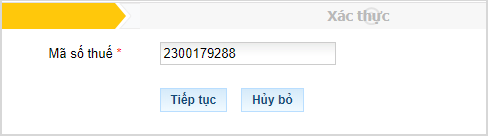 Xác thực
Mã số thuế *
2300179288
Tiếp tục
Hủy bỏ